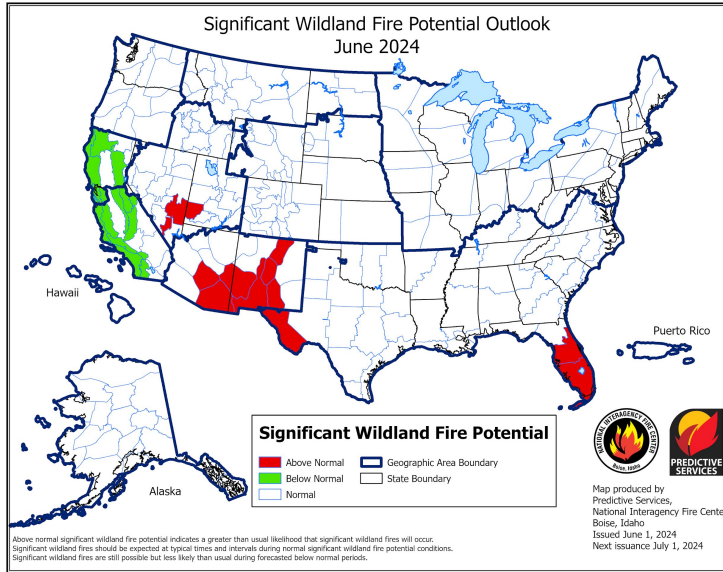 Significant Wildland Fire Potential Outlook
June 2024
Hawaii
Puerto Rico
Alaska
Significant Wildland Fire Potential
Above Normal
Below Normal
Normal
Geographic Area Boundary
State Boundary
NATIONAL INTERAGENCY FIRE CENTER
Boise, Idaho
PREDICTIVE
SERVICES
Map produced by
Predictive Services,
National Interagency Fire Cente
Boise, Idaho
Issued June 1, 2024
Next issuance July 1, 2024
Above normal significant wildland fire potential indicates a greater than usual likelihood that significant wildland fires will occur.
Significant wildland fires should be expected at typical times and intervals during normal significant wildland fire potential conditions.
Significant wildland fires are still possible but less likely than usual during forecasted below normal periods.